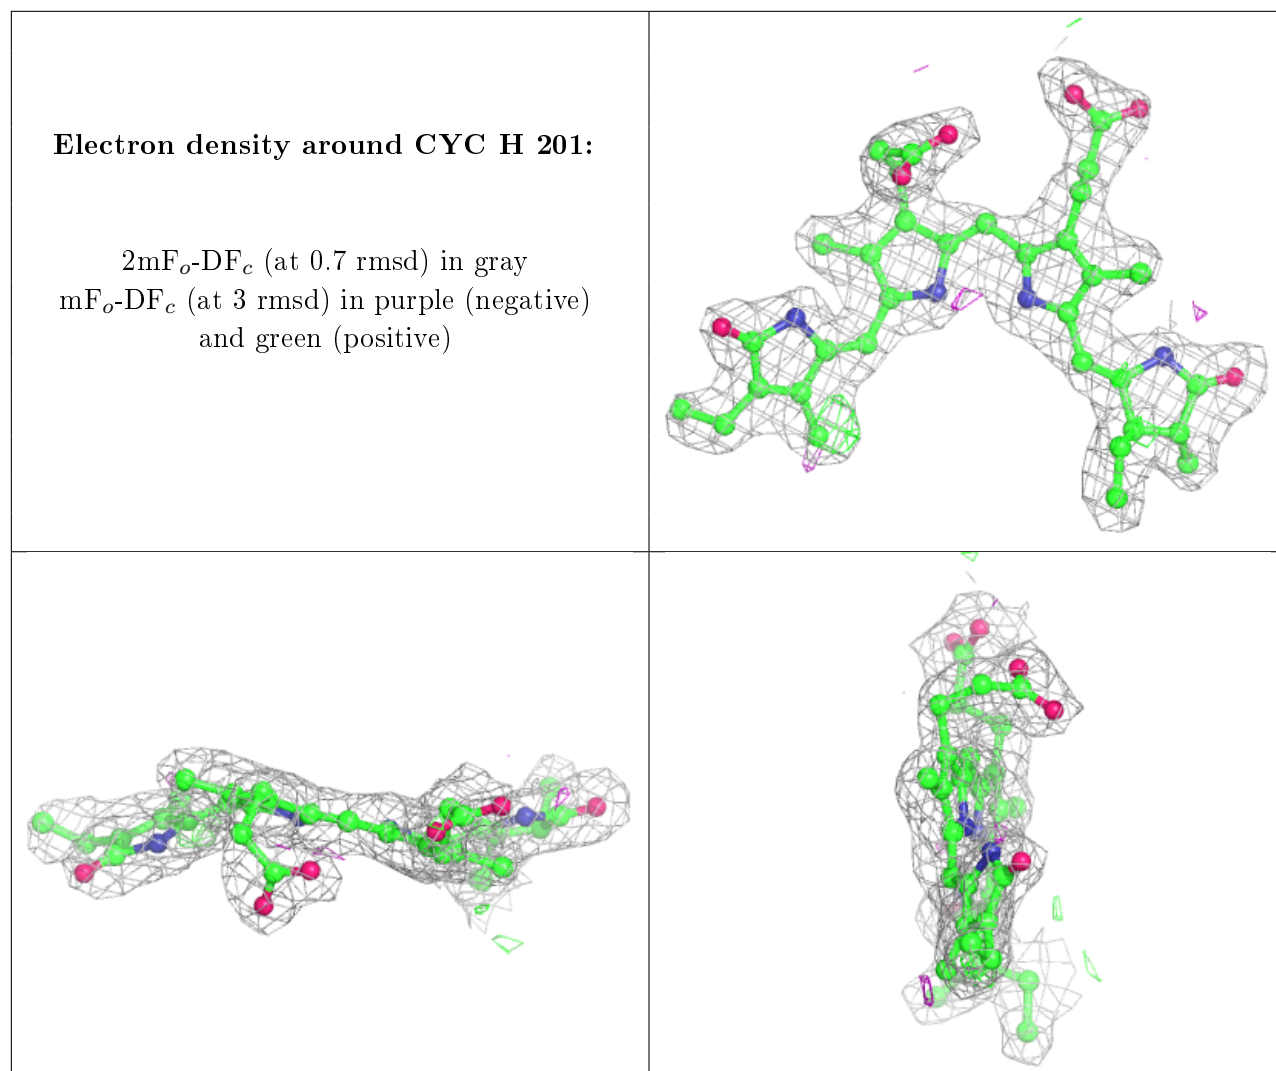 Electron density around CYC H 201:
2mFₒ-DF𝑐 (at 0.7 rmsd) in gray
mFₒ-DF𝑐 (at 3 rmsd) in purple (negative)
and green (positive)